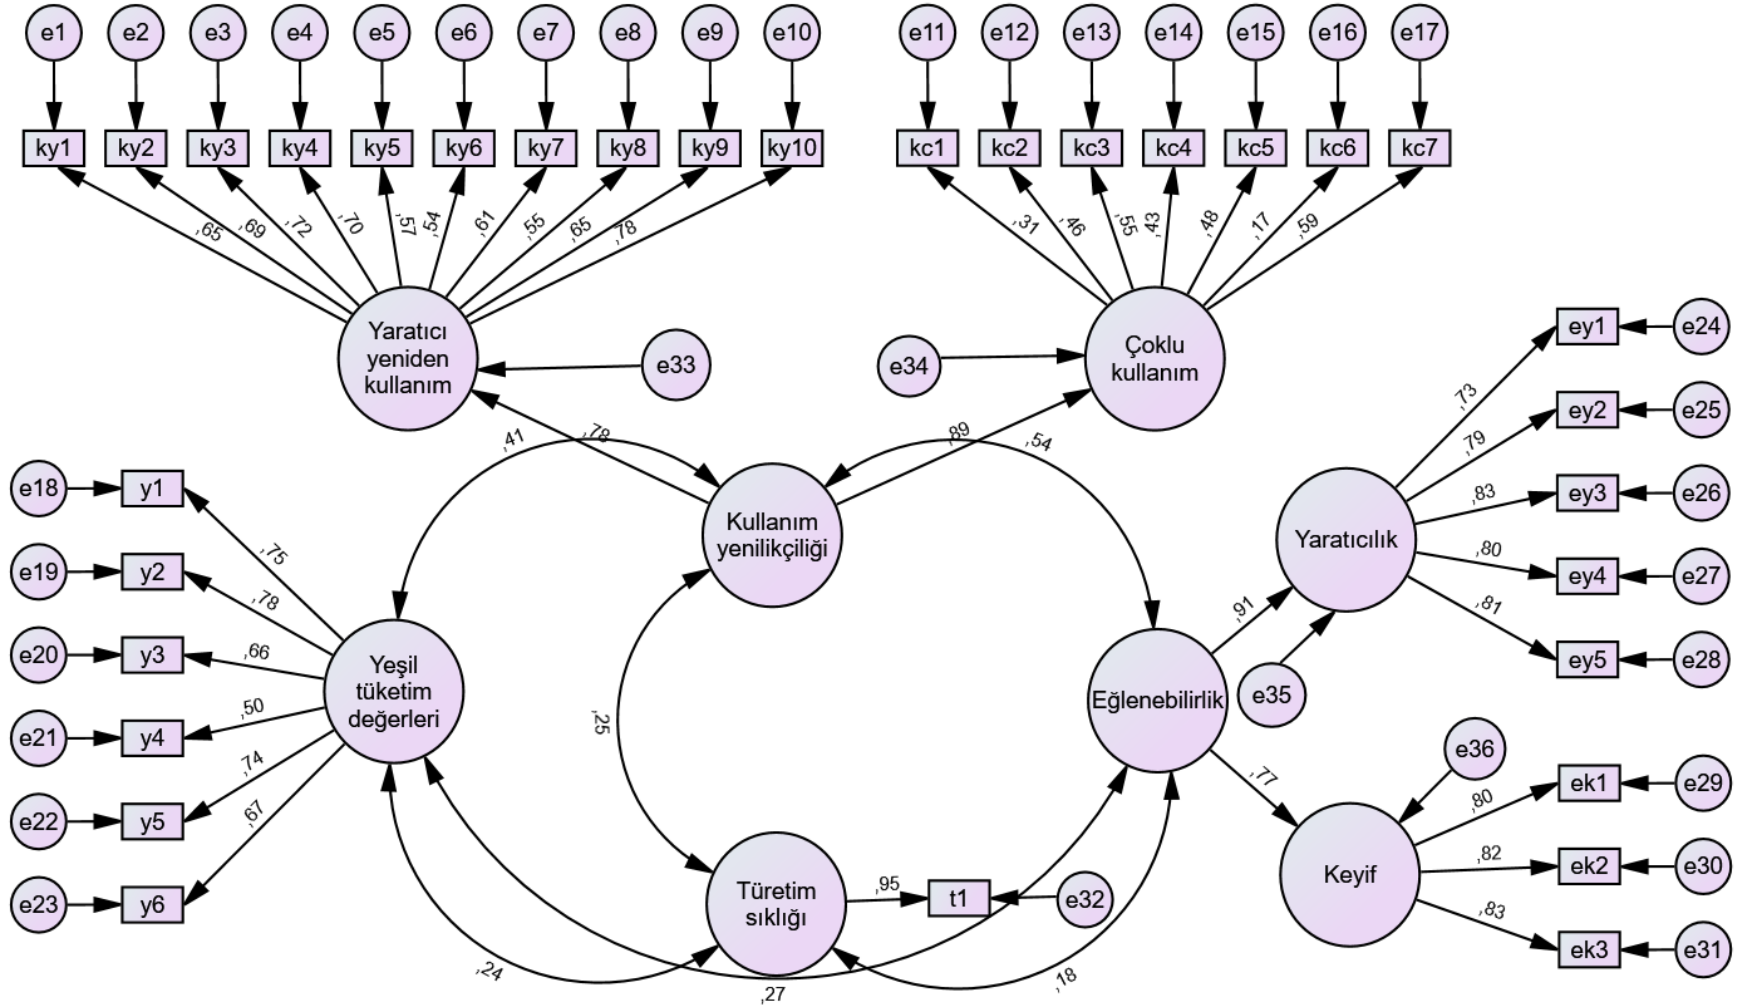 e1 e2 e3 e4 e5 e6 e7 e8 e9 e10 e11 e12 e13 e14 e15 e16 e17
ky1 ky2 ky3 ky4 ky5 ky6 ky7 ky8 ky9 ky10 kc1 kc2 kc3 kc4 kc5 kc6 kc7
,65 ,69 ,72 ,70 ,57 ,54 ,61 ,55 ,65 ,78 ,31 ,46 ,55 ,43 ,48 ,17 ,59
Yaratıcı
yeniden
kullanım
e33
e34
Çoklu
kullanım
,41 ,78 ,89 ,54
Kullanım
yenilikçiliği
e18 y1 ,75
e19 y2 ,78
e20 y3 ,66
e21 y4 ,50
e22 y5 ,74
e23 y6 ,67
Yeşil
tüketim
değerleri
,25
Türetim
sıklığı
,95 t1 e32
,24
,27
,18
Eğlenebilirlik
,91
,77
Yaratıcılık
e35
,73 ey1 e24
,79 ey2 e25
,83 ey3 e26
,80 ey4 e27
,81 ey5 e28
e36
Keyif
,80 ek1 e29
,82 ek2 e30
,83 ek3 e31